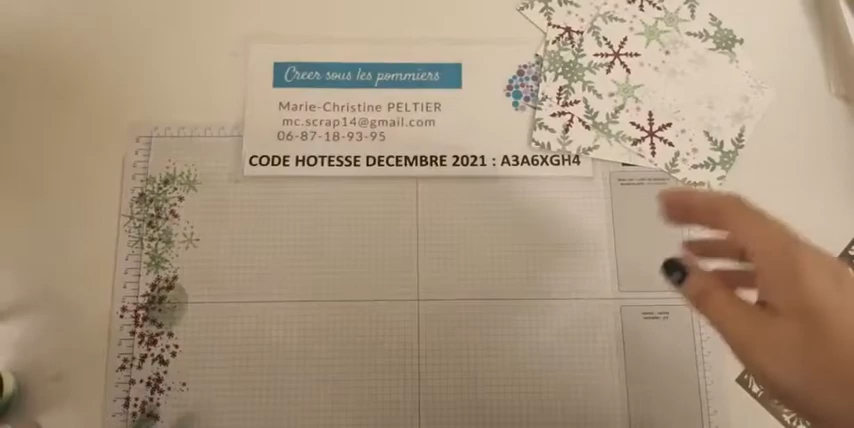 Créer sous les pommiers
Marie-Christine PELTIER
mc.scrap14@gmail.com
06-87-18-93-95
CODE HOTESSE DECEMBRE 2021 : A3A6XGH4